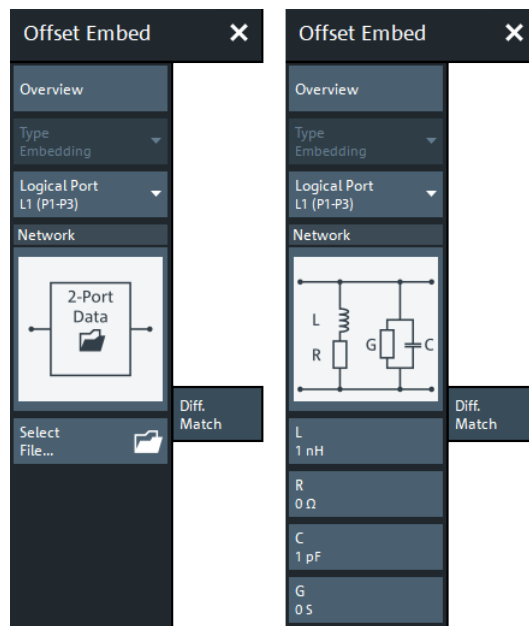 Offset Embed
Overview
Type
Embedding
Logical Port
L1 (P1-P3)
Network
2-Port
Data
Select
File...
Diff.
Match
Offset Embed
Overview
Type
Embedding
Logical Port
L1 (P1-P3)
Network
L
R
G
C
L
1 nH
R
0 Ω
C
1 pF
G
0 S
Diff.
Match